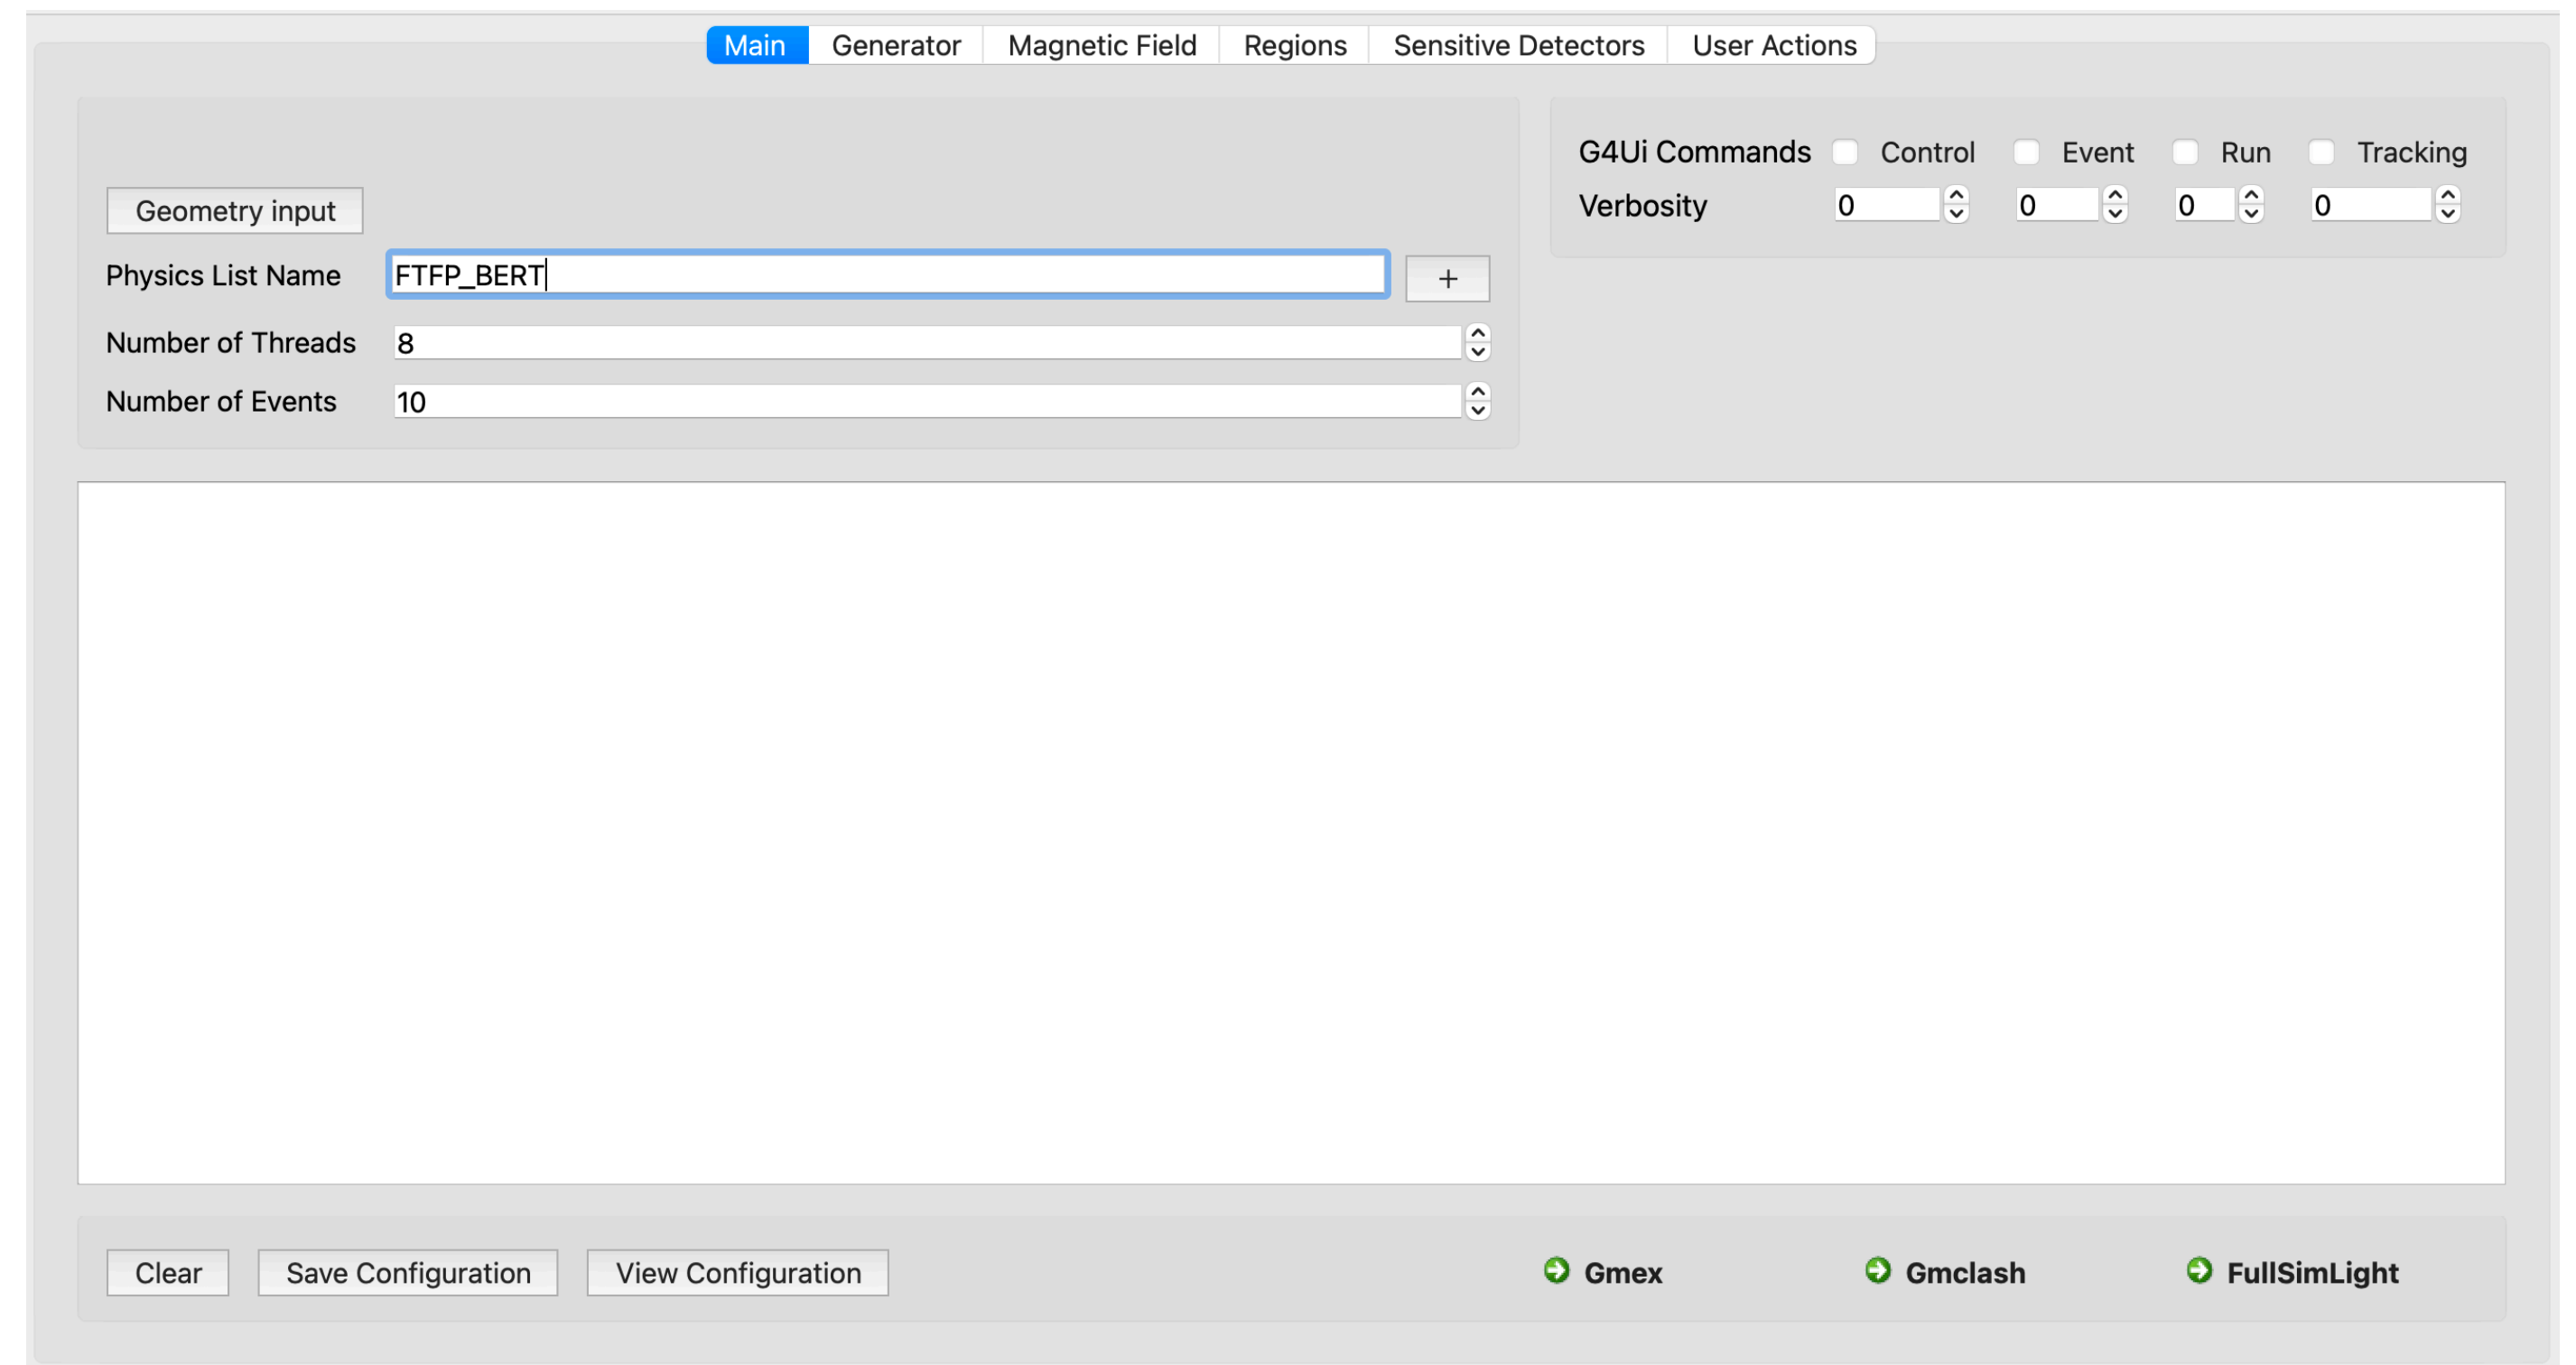 Main Generator Magnetic Field Regions Sensitive Detectors User Actions
Geometry input
Physics List Name FTFP_BERT +
Number of Threads 8
Number of Events 10
G4Ui Commands Control Event Run Tracking
Verbosity 0 0 0 0
Clear Save Configuration View Configuration Gmex Gmclash FullSimLight